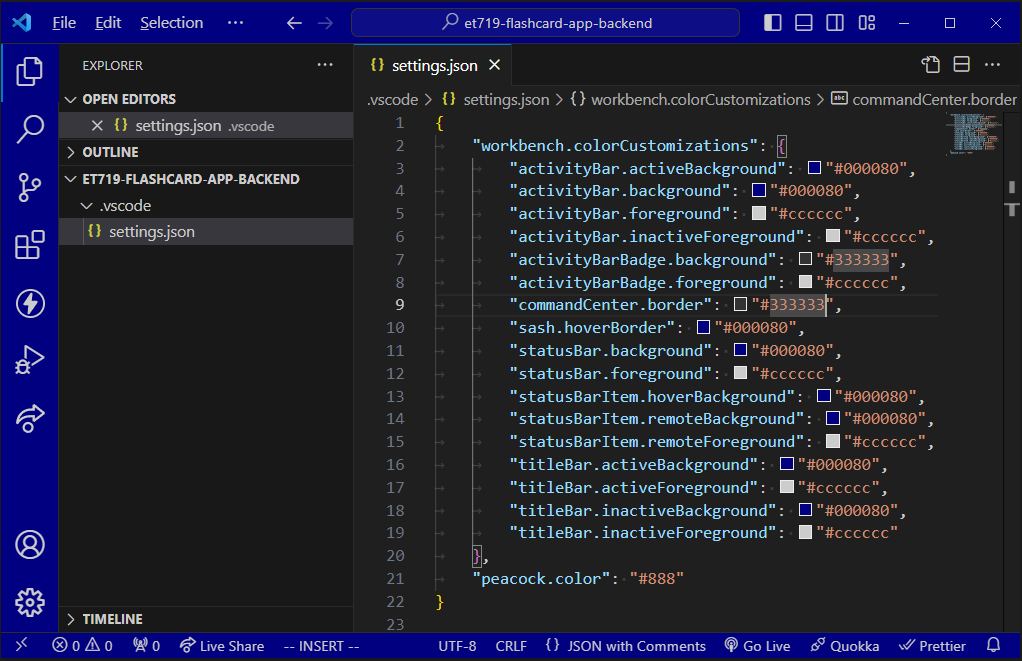 File Edit Selection ··· et719-flashcard-app-backend
EXPLORER ···
OPEN EDITORS
settings.json .vscode
OUTLINE
ET719-FLASHCARD-APP-BACKEND
.vscode
{} settings.json
TIMELINE
{} settings.json
.vscode > {} settings.json > {} workbench.colorCustomizations > abc commandCenter.border
1 {
2 "workbench.colorCustomizations": {
3 "activityBar.activeBackground": "#000080",
4 "activityBar.background": "#000080",
5 "activityBar.foreground": "#cccccc",
6 "activityBar.inactiveForeground": "#cccccc",
7 "activityBarBadge.background": "#333333",
8 "activityBarBadge.foreground": "#cccccc",
9 "commandCenter.border": "#333333",
10 "sash.hoverBorder": "#000080",
11 "statusBar.background": "#000080",
12 "statusBar.foreground": "#cccccc",
13 "statusBarItem.hoverBackground": "#000080",
14 "statusBarItem.remoteBackground": "#000080",
15 "statusBarItem.remoteForeground": "#cccccc",
16 "titleBar.activeBackground": "#000080",
17 "titleBar.activeForeground": "#cccccc",
18 "titleBar.inactiveBackground": "#000080",
19 "titleBar.inactiveForeground": "#cccccc"
20 },
21 "peacock.color": "#888"
22 }
23
0 0 0 Live Share -- INSERT -- UTF-8 CRLF {} JSON with Comments Go Live Quokka Prettier